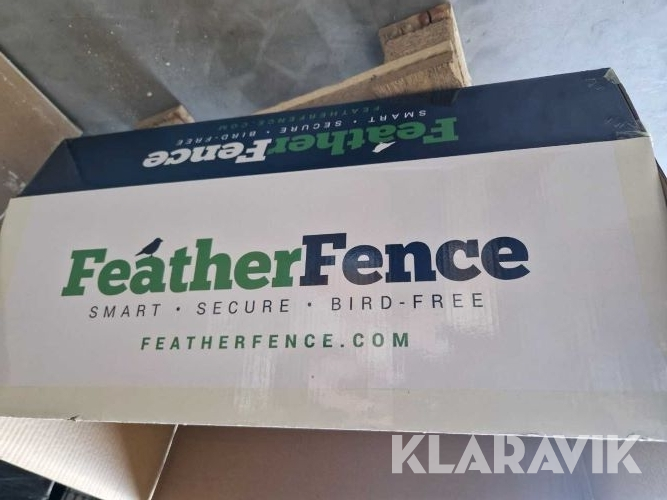 FEATHERFENCE.COM
SMART • SECURE • BIRD-FREE
FeatherFence
FeatherFence
SMART • SECURE • BIRD-FREE
FEATHERFENCE.COM
KLARAVIK